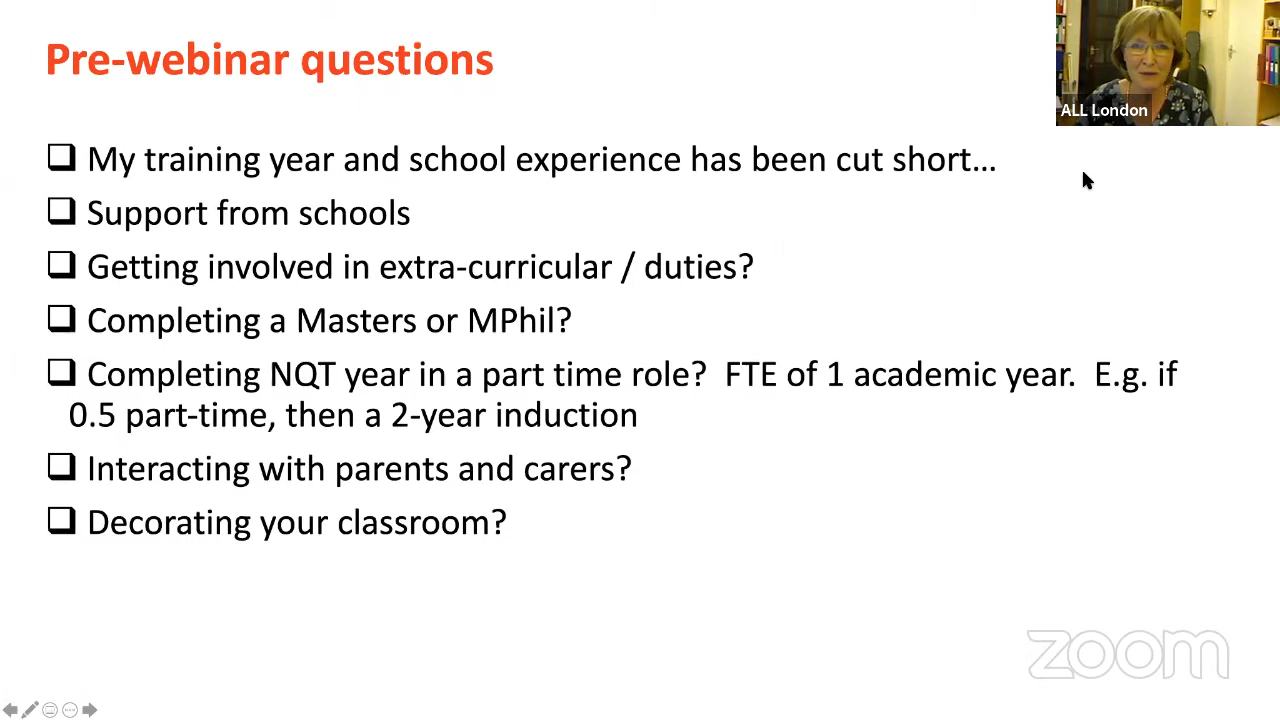 Pre-webinar questions
ALL London
My training year and school experience has been cut short...
Support from schools
Getting involved in extra-curricular / duties?
Completing a Masters or MPhil?
Completing NQT year in a part time role?  FTE of 1 academic year.  E.g. if
0.5 part-time, then a 2-year induction
Interacting with parents and carers?
Decorating your classroom?
zoom